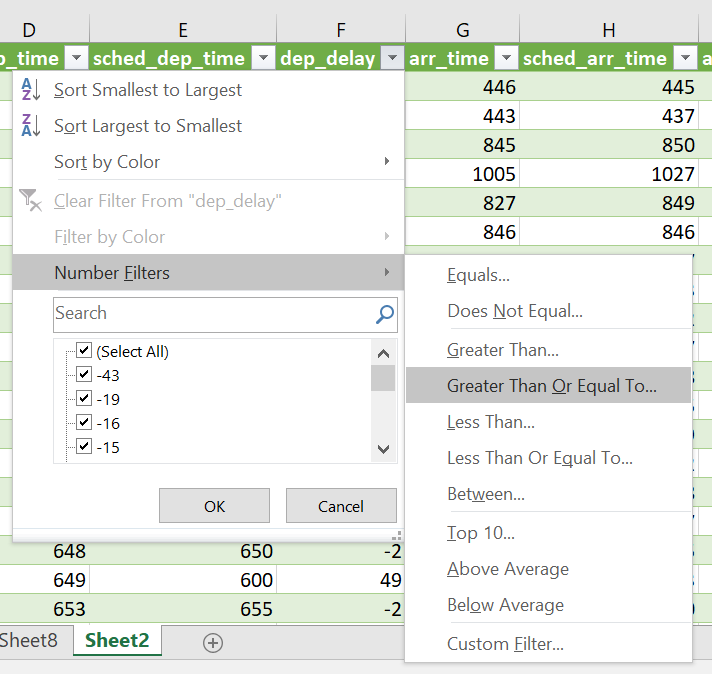 D E F G H
p_time sched_dep_time dep_delay arr_time sched_arr_time a
Sort Smallest to Largest
Sort Largest to Smallest
Sort by Color
Clear Filter From "dep_delay"
Filter by Color
Number Filters
Search
(Select All)
-43
-19
-16
-15
OK Cancel
446 445
443 437
845 850
1005 1027
827 849
846 846
Equals...
Does Not Equal...
Greater Than...
Greater Than Or Equal To...
Less Than...
Less Than Or Equal To...
Between...
Top 10...
Above Average
Below Average
Custom Filter...
648 650 -2
649 600 49
653 655 -2
Sheet8 Sheet2